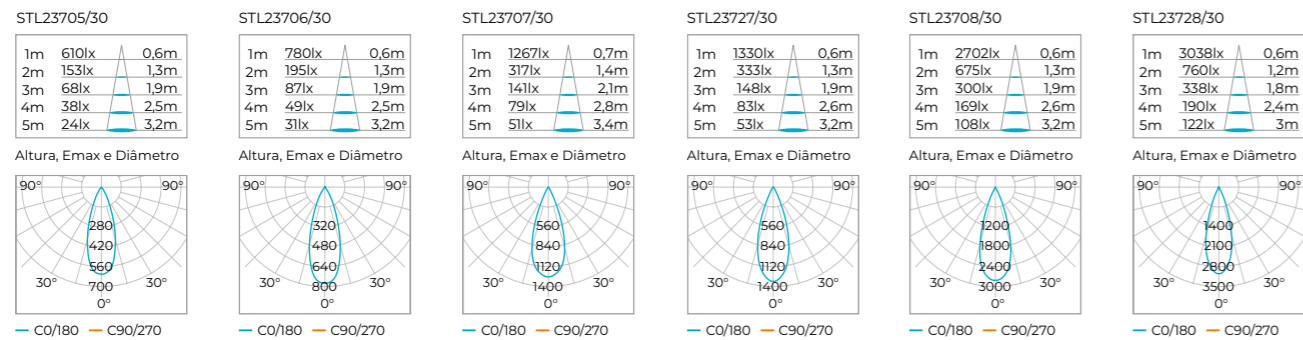 STL23705/30
1m 610lx 0,6m
2m 153lx 1,3m
3m 68lx 1,9m
4m 38lx 2,5m
5m 24lx 3,2m
Altura, Emax e Diâmetro
90° 90°
280
420
560
30° 700 30°
0°
C0/180 C90/270
STL23706/30
1m 780lx 0,6m
2m 195lx 1,3m
3m 87lx 1,9m
4m 49lx 2,5m
5m 31lx 3,2m
Altura, Emax e Diâmetro
90° 90°
320
480
640
30° 800 30°
0°
C0/180 C90/270
STL23707/30
1m 1267lx 0,7m
2m 317lx 1,4m
3m 141lx 2,1m
4m 79lx 2,8m
5m 51lx 3,4m
Altura, Emax e Diâmetro
90° 90°
560
840
1120
30° 1400 30°
0°
C0/180 C90/270
STL23727/30
1m 1330lx 0,6m
2m 333lx 1,3m
3m 148lx 1,9m
4m 83lx 2,6m
5m 53lx 3,2m
Altura, Emax e Diâmetro
90° 90°
560
840
1120
30° 1400 30°
0°
C0/180 C90/270
STL23708/30
1m 2702lx 0,6m
2m 675lx 1,3m
3m 300lx 1,9m
4m 169lx 2,6m
5m 108lx 3,2m
Altura, Emax e Diâmetro
90° 90°
1200
1800
2400
30° 3000 30°
0°
C0/180 C90/270
STL23728/30
1m 3038lx 0,6m
2m 760lx 1,2m
3m 338lx 1,8m
4m 190lx 2,4m
5m 122lx 3m
Altura, Emax e Diâmetro
90° 90°
1400
2100
2800
30° 3500 30°
0°
C0/180 C90/270